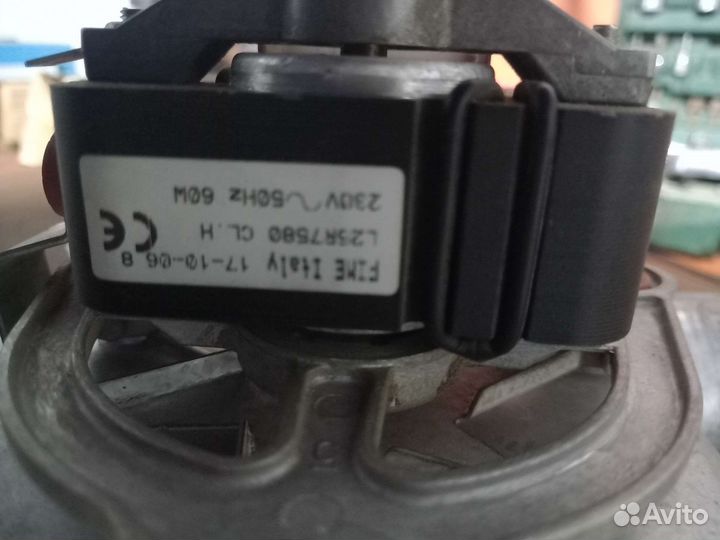 FIME Italy 17-10-06 8
L25R7580 CL.H
230V~50Hz 60W
CE
Avito